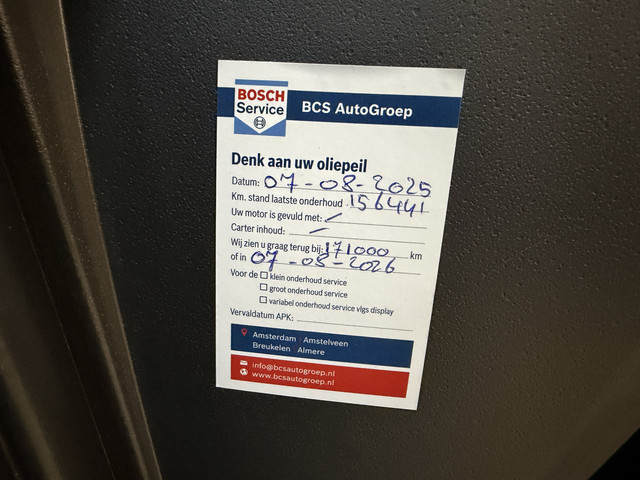 BOSCH
Service
BCS AutoGroep
Denk aan uw oliepeil
Datum: 07-08-2025
Km. stand laatste onderhoud 156441
Uw motor is gevuld met: /
Carter inhoud: /
Wij zien u graag terug bij: 171000 km
of in 07-08-2026
Voor de klein onderhoud service
groot onderhoud service
variabel onderhoud service vlgs display
Vervaldatum APK:
Amsterdam Amstelveen
Breukelen Almere
info@bcsautogroep.nl
www.bcsautogroep.nl